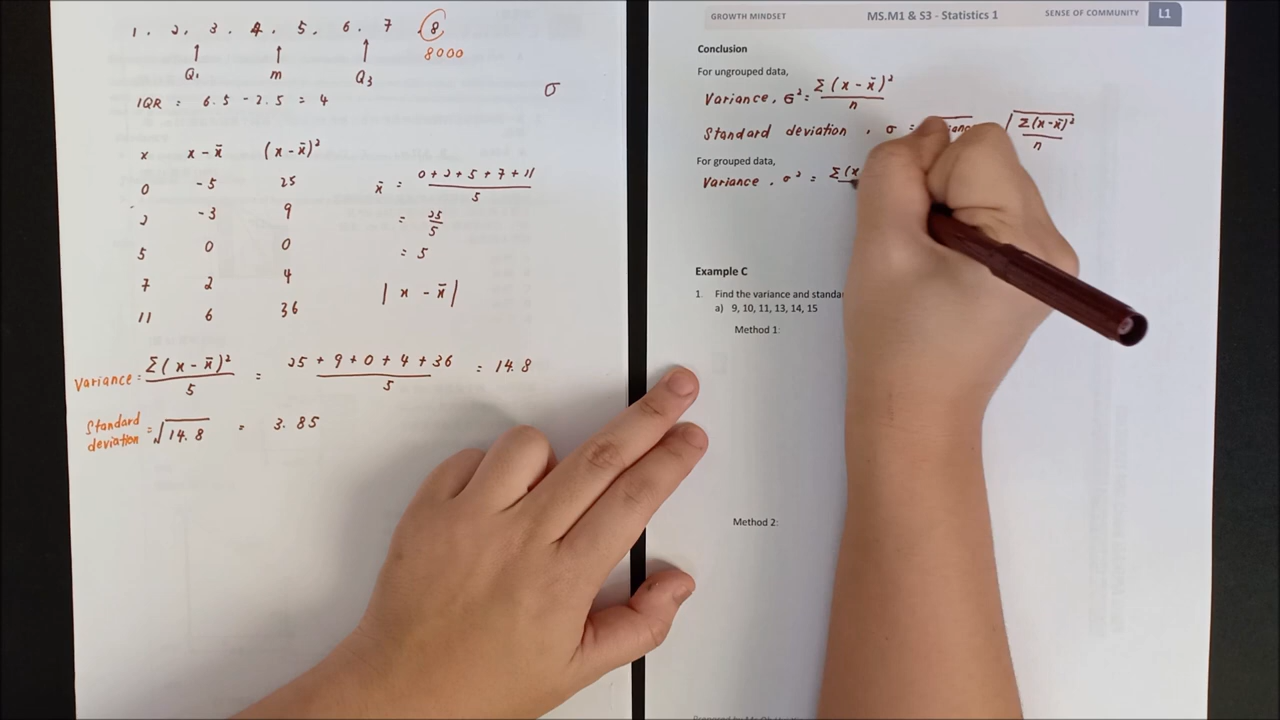 1. 2. 3. 4. 5. 6. 7 8
8000
Q₁ m Q₃
σ
IQR = 6.5 - 2.5 = 4
x x - x̄ (x - x̄)²
0 -5 25
2 -3 9
5 0 0
7 2 4
11 6 36
x̄ = (0 + 2 + 5 + 7 + 11)/5
= 25/5
= 5
| x - x̄ |
Variance = Σ(x - x̄)²/5 = (25 + 9 + 0 + 4 + 36)/5 = 14.8
Standard deviation = √14.8 = 3.85
GROWTH MINDSET MS.M1 & S3 - Statistics 1 SENSE OF COMMUNITY L1
Conclusion
For ungrouped data,
Variance, σ² = Σ(x - x̄)²/n
Standard deviation, σ = √(Σ(x - x̄)²/n)
For grouped data,
Variance, σ² = Σ(x
Example C
1. Find the variance and
a) 9, 10, 11, 13, 14, 15
Method 1:
Method 2: